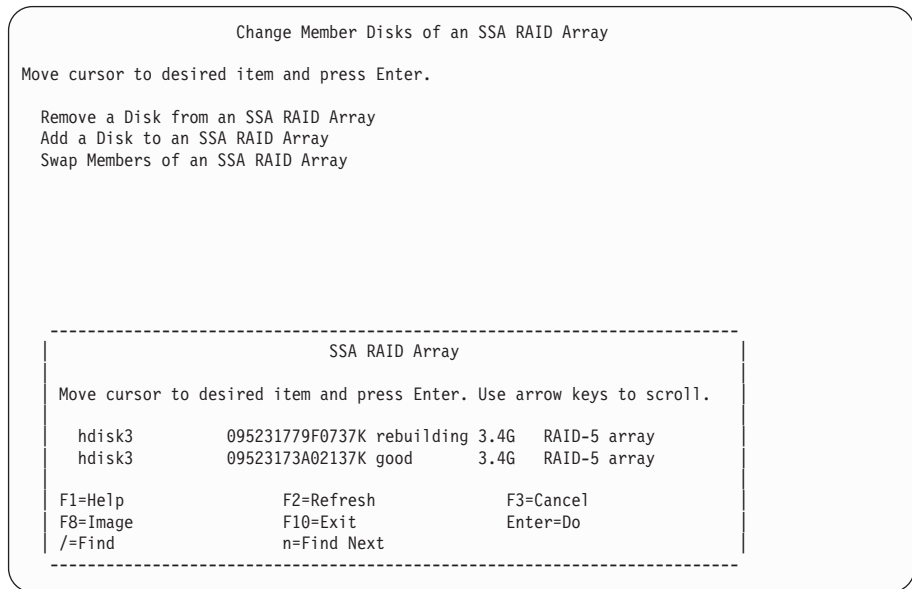 Change Member Disks of an SSA RAID Array
Move cursor to desired item and press Enter.
Remove a Disk from an SSA RAID Array
Add a Disk to an SSA RAID Array
Swap Members of an SSA RAID Array
SSA RAID Array
Move cursor to desired item and press Enter. Use arrow keys to scroll.
hdisk3 095231779F0737K rebuilding 3.4G RAID-5 array
hdisk3 09523173A02137K good 3.4G RAID-5 array
F1=Help F2=Refresh F3=Cancel
F8=Image F10=Exit Enter=Do
/=Find n=Find Next